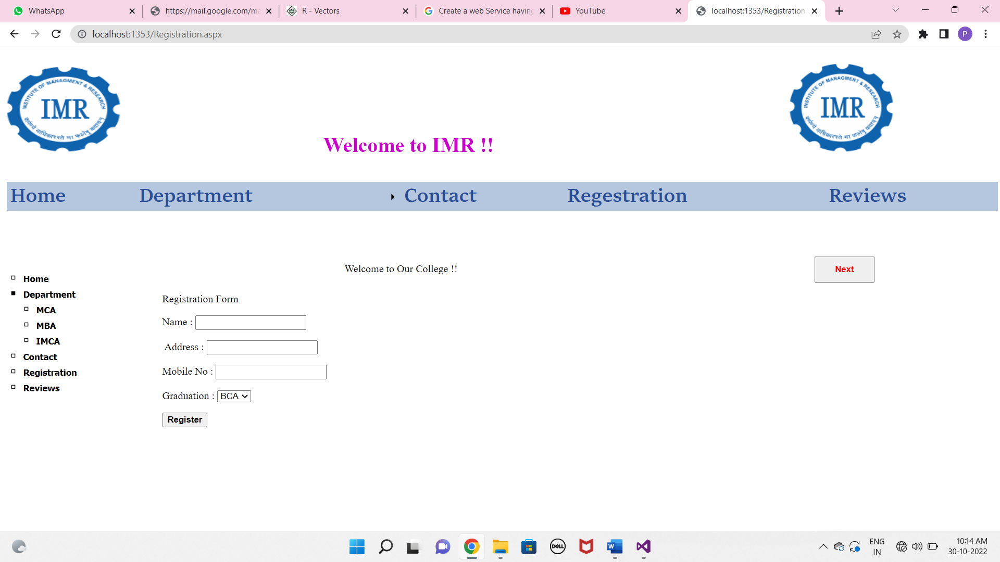 WhatsApp
https://mail.google.com/ma
R - Vectors
Create a web Service having
YouTube
localhost:1353/Registration
localhost:1353/Registration.aspx
P
INSTITUTE OF MANAGMENT & RESEARCH
IMR
INSTITUTE OF MANAGMENT & RESEARCH
IMR
Welcome to IMR !!
Home Department Contact Regestration Reviews
Welcome to Our College !!
Next
Home
Department
MCA
MBA
IMCA
Contact
Registration
Reviews
Registration Form
Name :
Address :
Mobile No :
Graduation : BCA
Register
DELL
W
ENG
IN
10:14 AM
30-10-2022